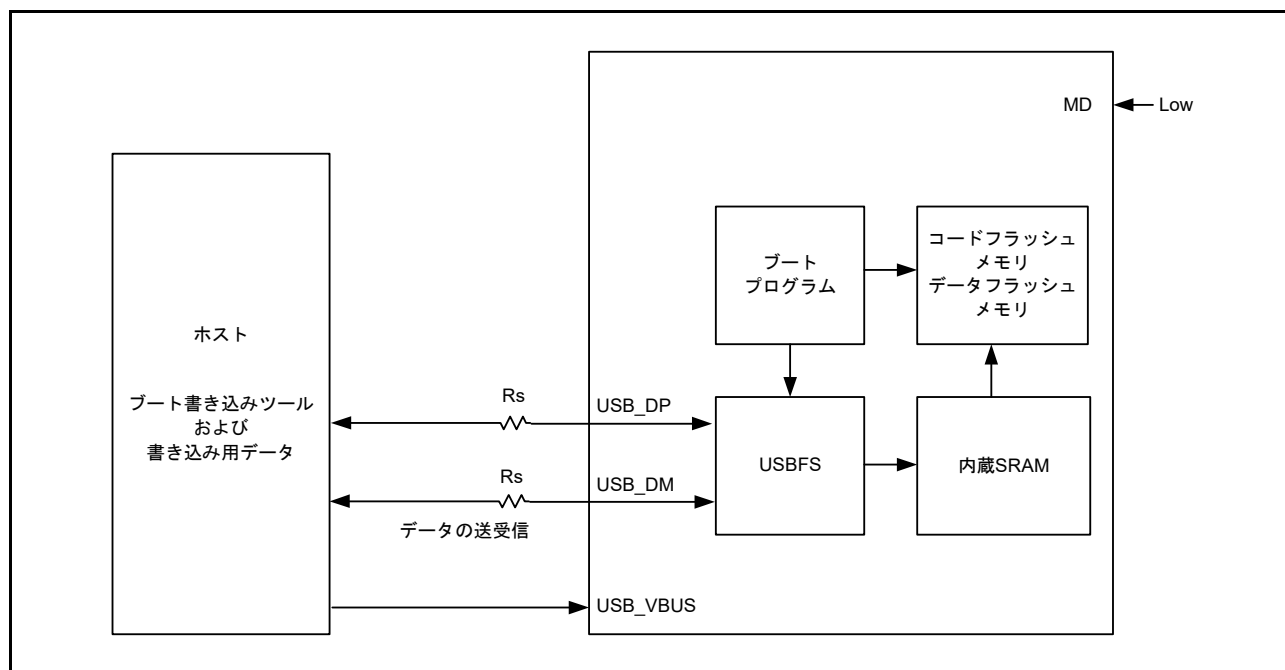 MD
Low
コードフラッシュ
メモリ
データフラッシュ
メモリ
ブート
プログラム
ホスト
ブート書き込みツール
および
書き込み用データ
Rs
USB_DP
USBFS
内蔵SRAM
Rs
USB_DM
データの送受信
USB_VBUS